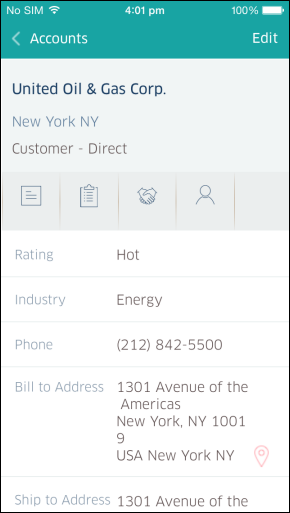 No SIM 4:01 pm 100%
Accounts Edit
United Oil & Gas Corp.
New York NY
Customer - Direct
Rating Hot
Industry Energy
Phone (212) 842-5500
Bill to Address 1301 Avenue of the
Americas
New York, NY 1001
9
USA New York NY
Ship to Address 1301 Avenue of the